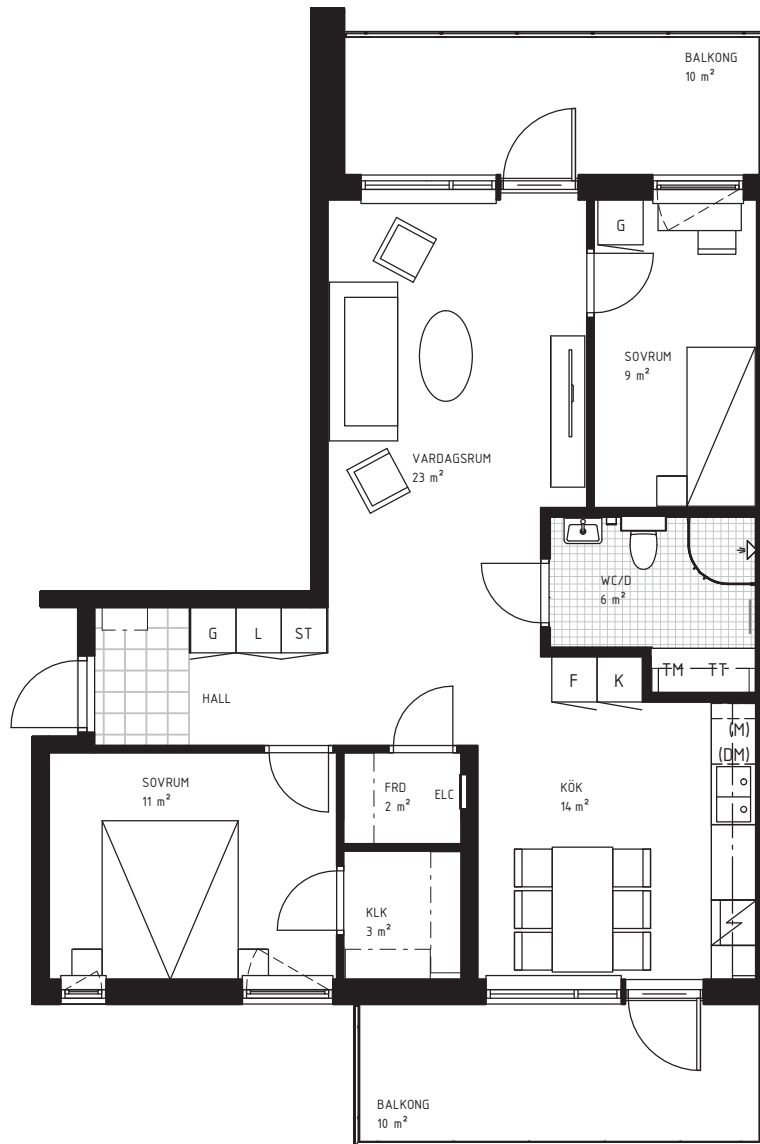 BALKONG
10 m²
G
SOVRUM
9 m²
VARDAGSRUM
23 m²
WC/D
6 m²
G L ST
TM TT
F K
HALL
(M)
(DM)
SOVRUM
11 m²
FRD
2 m²
ELC
KÖK
14 m²
KLK
3 m²
BALKONG
10 m²